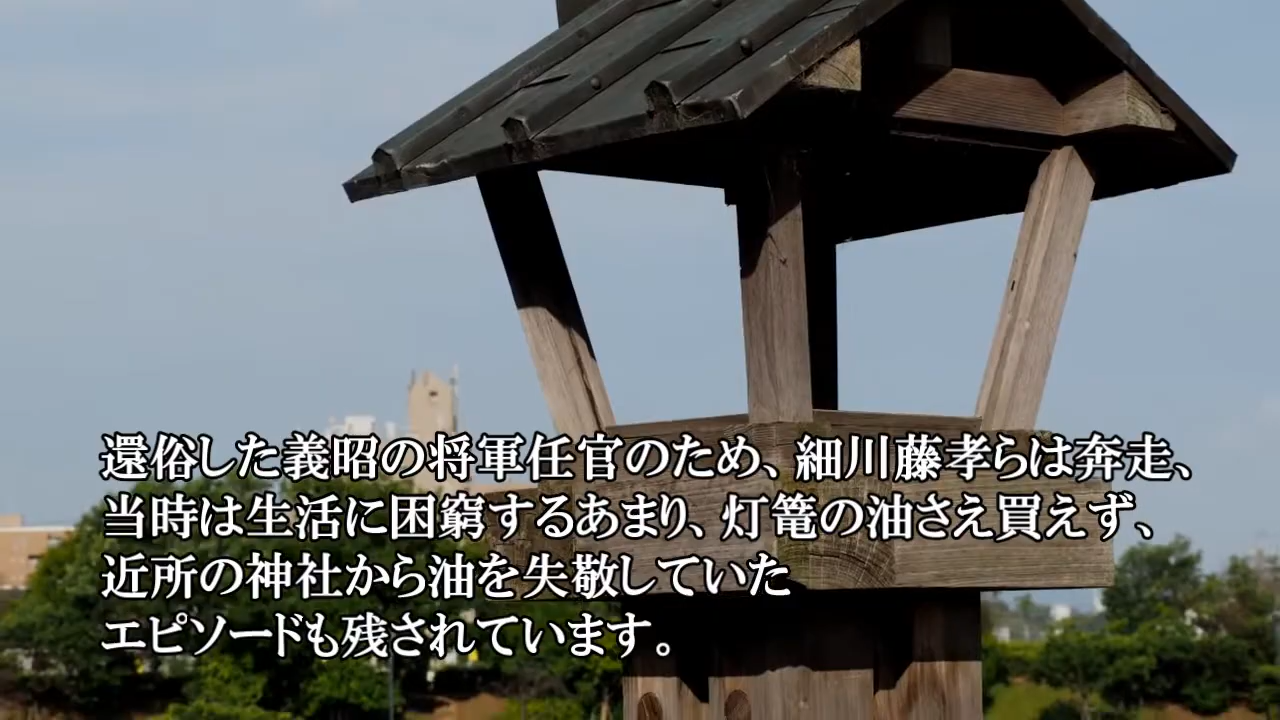 還俗した義昭の将軍任官のため、細川藤孝らは奔走、
当時は生活に困窮するあまり、灯篭の油さえ買えず、
近所の神社から油を失敬していた
エピソードも残されています。